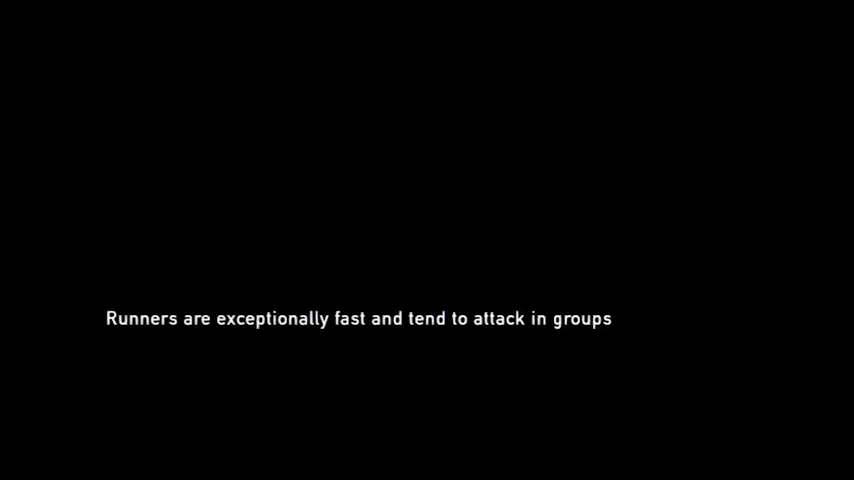 Runners are exceptionally fast and tend to attack in groups